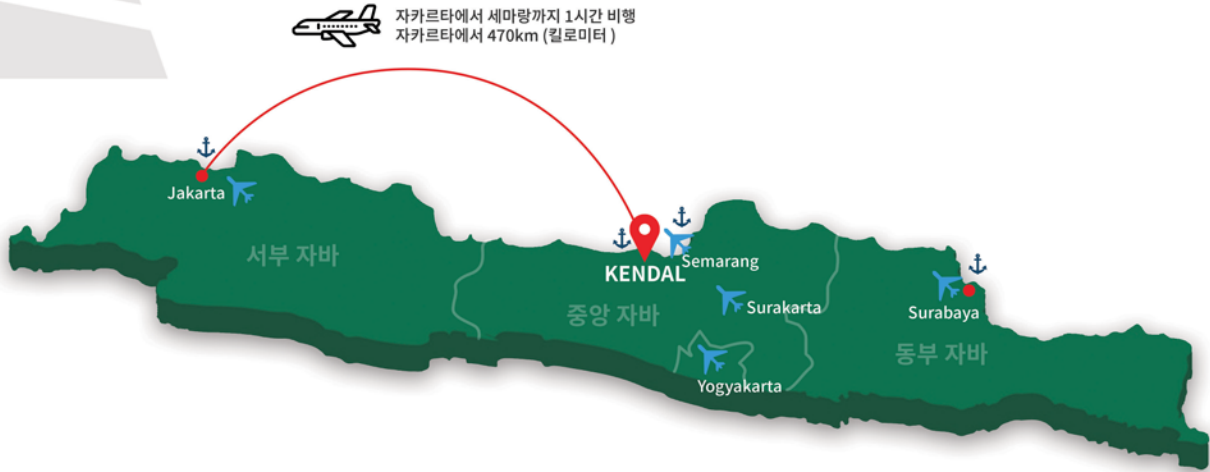 자카르타에서 세마랑까지 1시간 비행
자카르타에서 470km (킬로미터 )
Jakarta
서부 자바
KENDAL
Semarang
중앙 자바
Surakarta
Surabaya
동부 자바
Yogyakarta